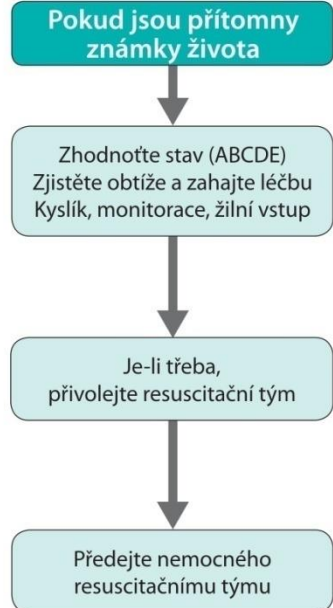 Pokud jsou přítomny
známky života
Zhodnoťte stav (ABCDE)
Zjistěte obtíže a zahajte léčbu
Kyslík, monitorace, žilní vstup
Je-li třeba,
přivolejte resuscitační tým
Předejte nemocného
resuscitačnímu týmu